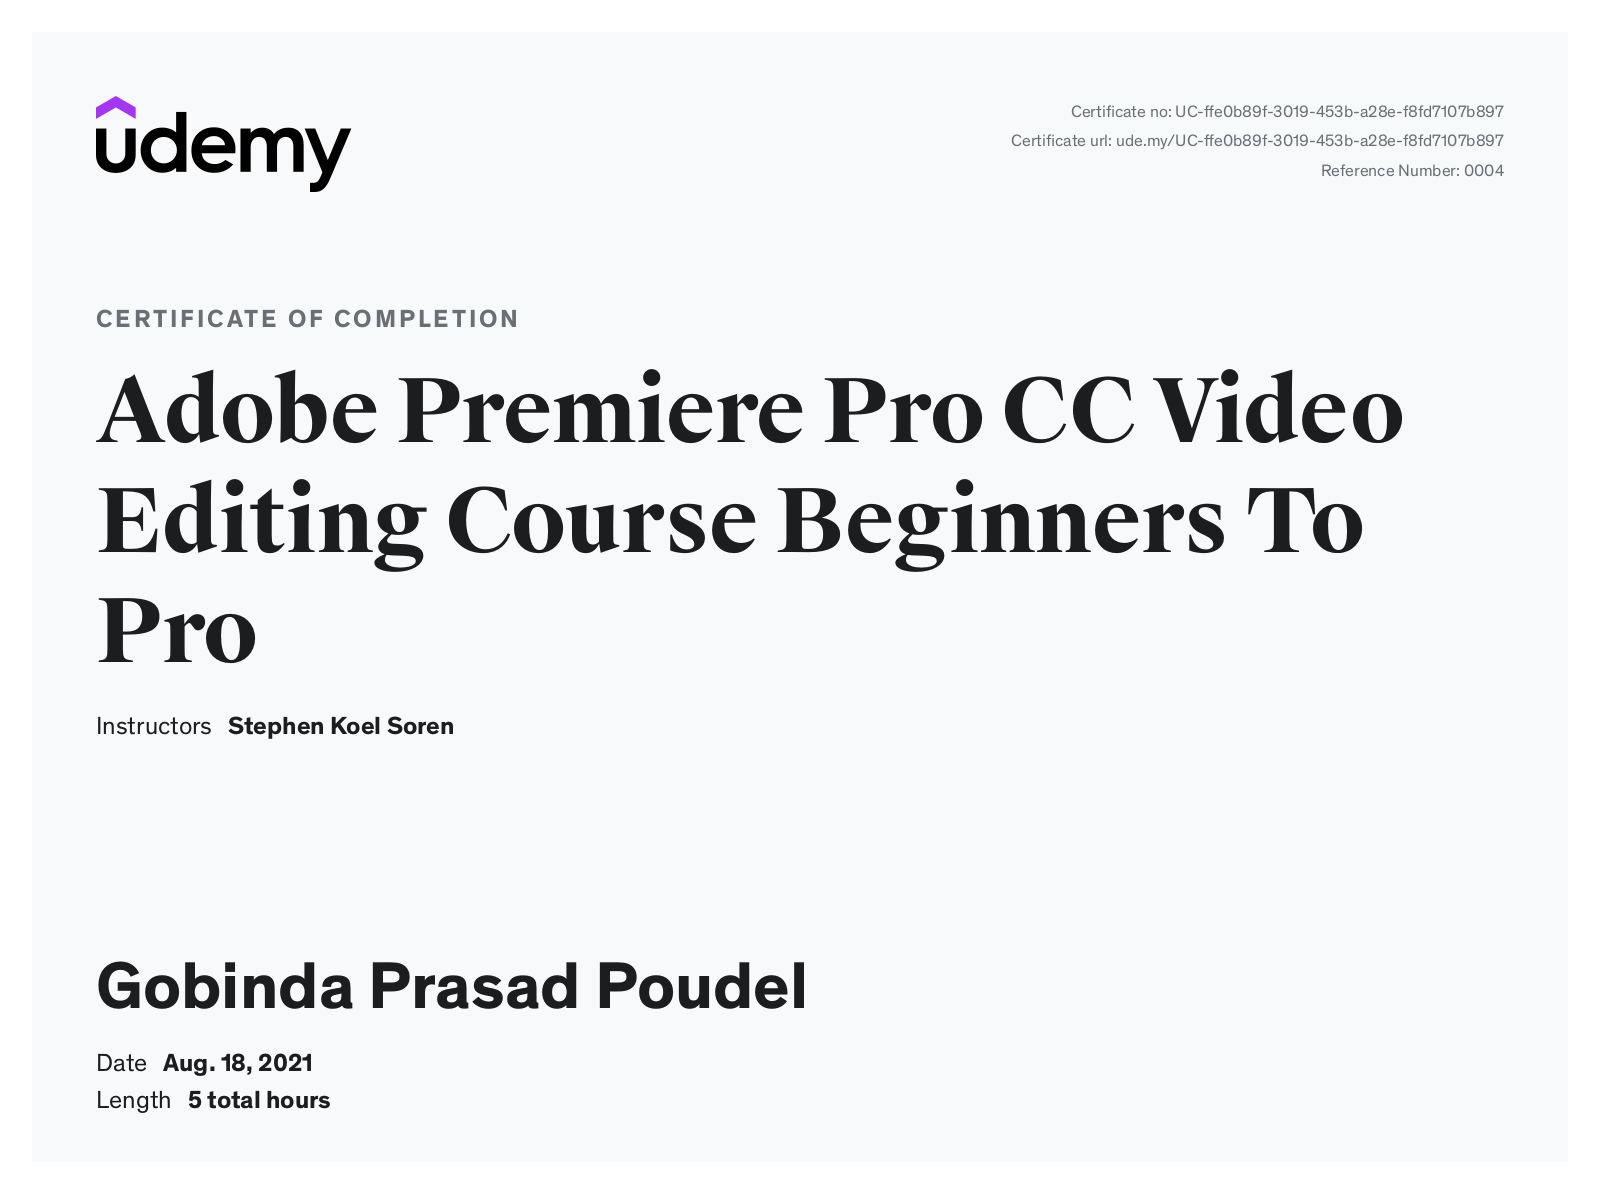 udemy
Certificate no: UC-ffe0b89f-3019-453b-a28e-f8fd7107b897
Certificate url: ude.my/UC-ffe0b89f-3019-453b-a28e-f8fd7107b897
Reference Number: 0004
CERTIFICATE OF COMPLETION
Adobe Premiere Pro CC Video
Editing Course Beginners To
Pro
Instructors Stephen Koel Soren
Gobinda Prasad Poudel
Date Aug. 18, 2021
Length 5 total hours